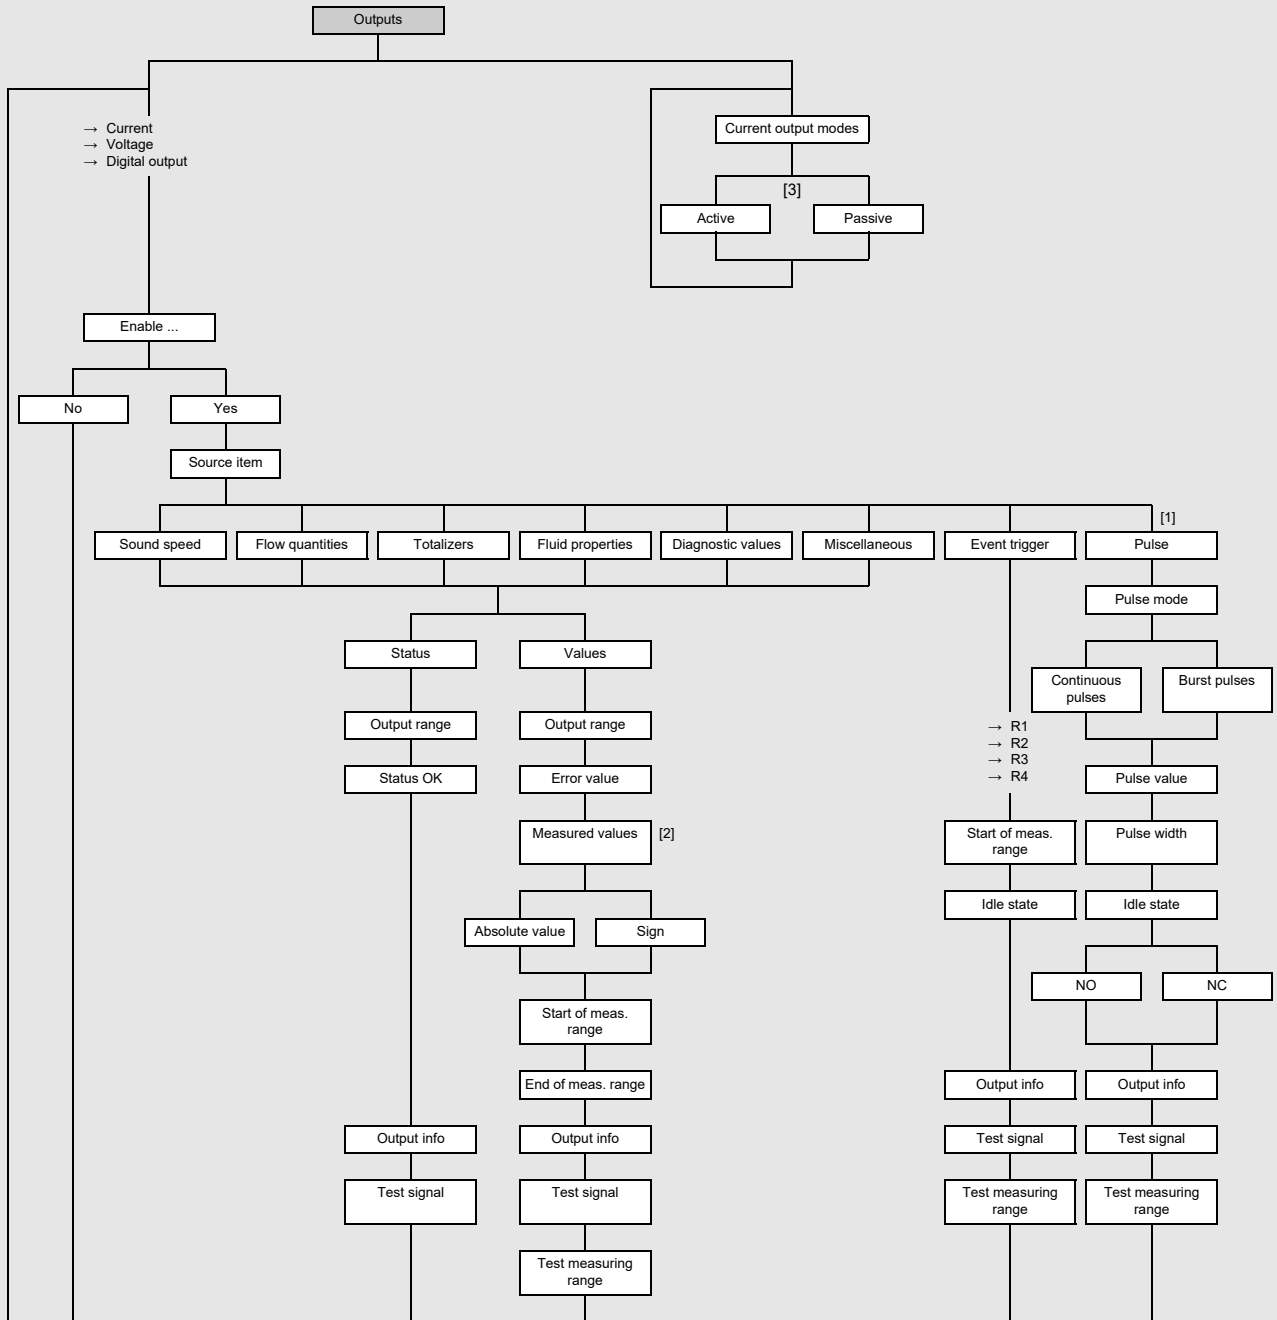 Outputs
→ Current
→ Voltage
→ Digital output
Current output modes
[3]
Active
Passive
Enable ...
No
Yes
Source item
[1]
Sound speed
Flow quantities
Totalizers
Fluid properties
Diagnostic values
Miscellaneous
Event trigger
Pulse
Pulse mode
Status
Values
Continuous
pulses
Burst pulses
Output range
Output range
→ R1
→ R2
→ R3
→ R4
Status OK
Error value
Pulse value
Measured values
[2]
Start of meas.
range
Pulse width
Idle state
Idle state
Absolute value
Sign
NO
NC
Start of meas.
range
End of meas. range
Output info
Output info
Output info
Output info
Test signal
Test signal
Test signal
Test signal
Test measuring
range
Test measuring
range
Test measuring
range